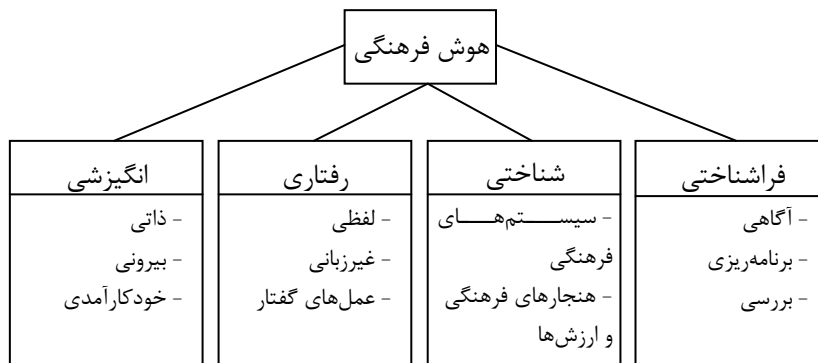 هوش فرهنگی
فراشناختی
- آگاهی
- برنامه‌ریزی
- بررسی
شناختی
- سیستم‌های
فرهنگی
- هنجارهای فرهنگی
و ارزش‌ها
رفتاری
- لفظی
- غیرزبانی
- عمل‌های گفتار
انگیزشی
- ذاتی
- بیرونی
- خودکارآمدی